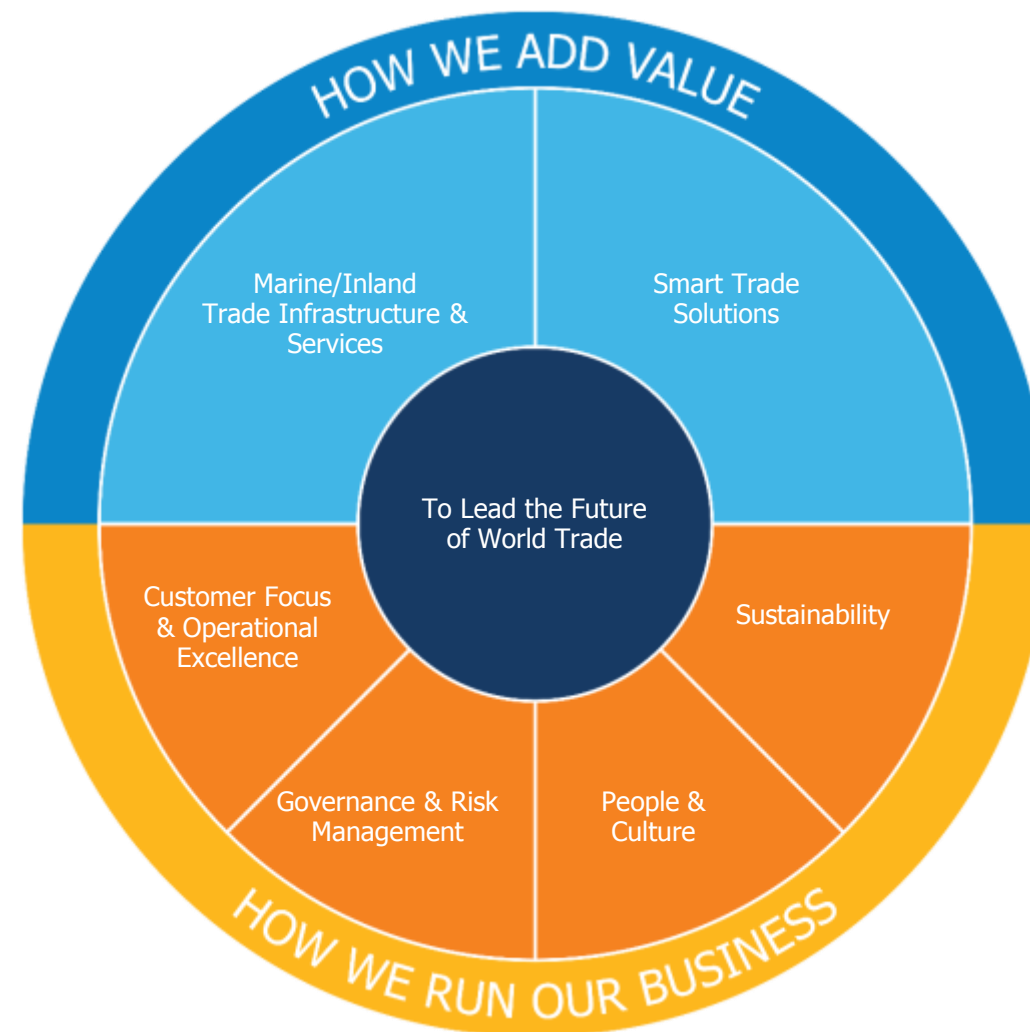 HOW WE ADD VALUE
Marine/Inland
Trade Infrastructure &
Services
Smart Trade
Solutions
To Lead the Future
of World Trade
Customer Focus
& Operational
Excellence
Sustainability
Governance & Risk
Management
People &
Culture
HOW WE RUN OUR BUSINESS